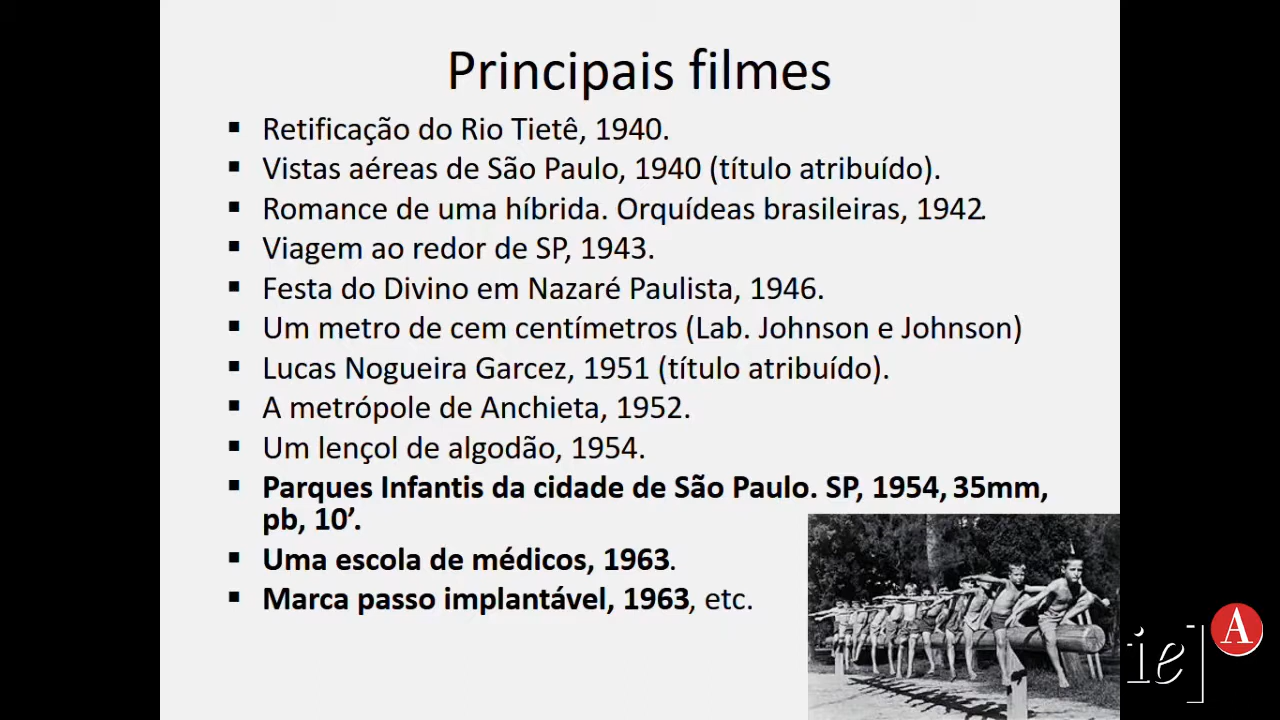 Principais filmes
▪ Retificação do Rio Tietê, 1940.
▪ Vistas aéreas de São Paulo, 1940 (título atribuído).
▪ Romance de uma híbrida. Orquídeas brasileiras, 1942.
▪ Viagem ao redor de SP, 1943.
▪ Festa do Divino em Nazaré Paulista, 1946.
▪ Um metro de cem centímetros (Lab. Johnson e Johnson)
▪ Lucas Nogueira Garcez, 1951 (título atribuído).
▪ A metrópole de Anchieta, 1952.
▪ Um lençol de algodão, 1954.
▪ Parques Infantis da cidade de São Paulo. SP, 1954, 35mm,
pb, 10’.
▪ Uma escola de médicos, 1963.
▪ Marca passo implantável, 1963, etc.
ie]
A